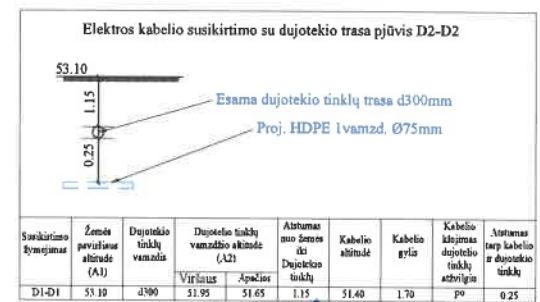 Elektros kabelio susikirtimo su dujotekio trasa pjūvis D2-D2
53.10
1.15
Esama dujotekio tinklų trasa d300mm
Proj. HDPE 1vamzd. Ø75mm
0.25
Susikirtimo žymėjimas
Žemės paviršiaus altitudė (A1)
Dujotekio tinklų vamzdis
Dujotekio tinklų vamzdžio altitudė (A2)
Viršaus
Apačios
Atstumas nuo žemės iki Dujotekio tinklų
Kabelio altitudė
Kabelio gylis
Kabelio klojimas dujotekio tinklų atžvilgiu
Atstumas tarp kabelio ir dujotekio tinklų
D1-D1 53.10 d300 51.95 51.65 1.15 51.40 1.70 po 0.25